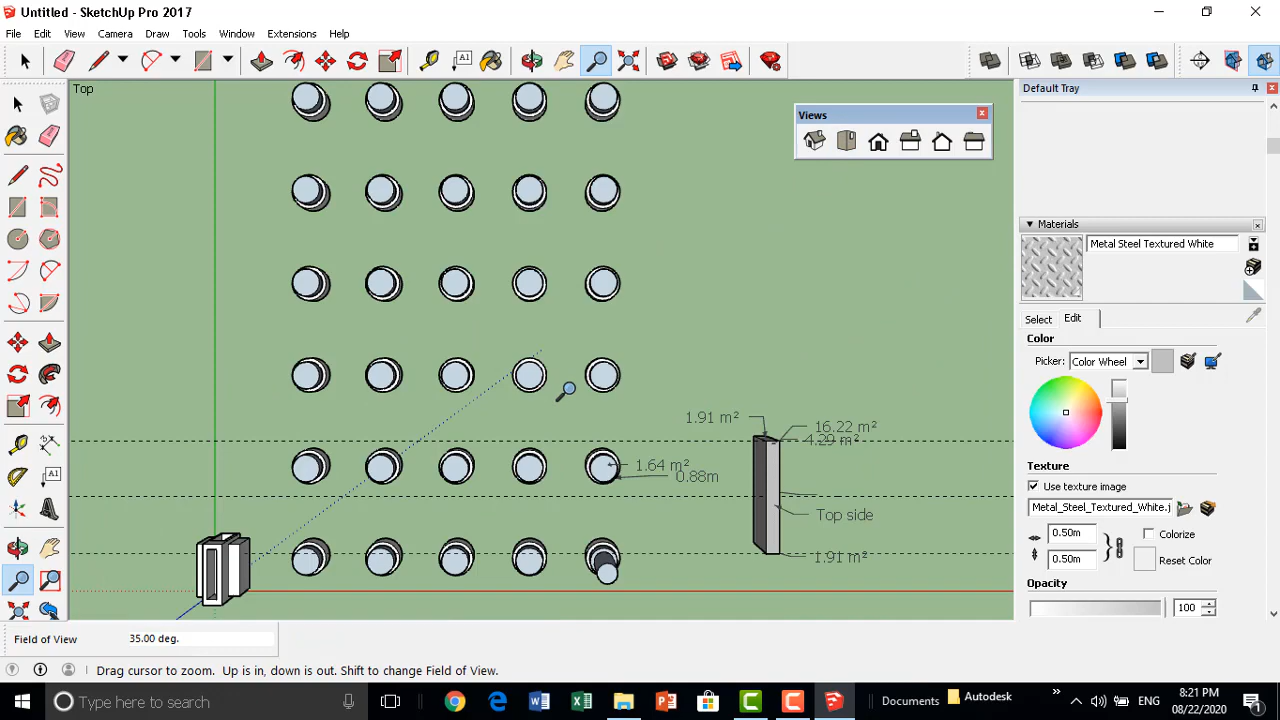 Untitled - SketchUp Pro 2017
File Edit View Camera Draw Tools Window Extensions Help
A1
Top
Views
Default Tray
Materials
Metal Steel Textured White
Select Edit
Color
Picker: Color Wheel
1.91 m²
16.22 m²
4.29 m²
1.64 m²
0.88m
Texture
Use texture image
A1
Metal_Steel_Textured_White.j
Top side
0.50m
Colorize
1.91 m²
0.50m
Reset Color
Opacity
100
Field of View 35.00 deg.
Drag cursor to zoom. Up is in, down is out. Shift to change Field of View.
Type here to search
Documents
Autodesk
ENG
8:21 PM
08/22/2020
1